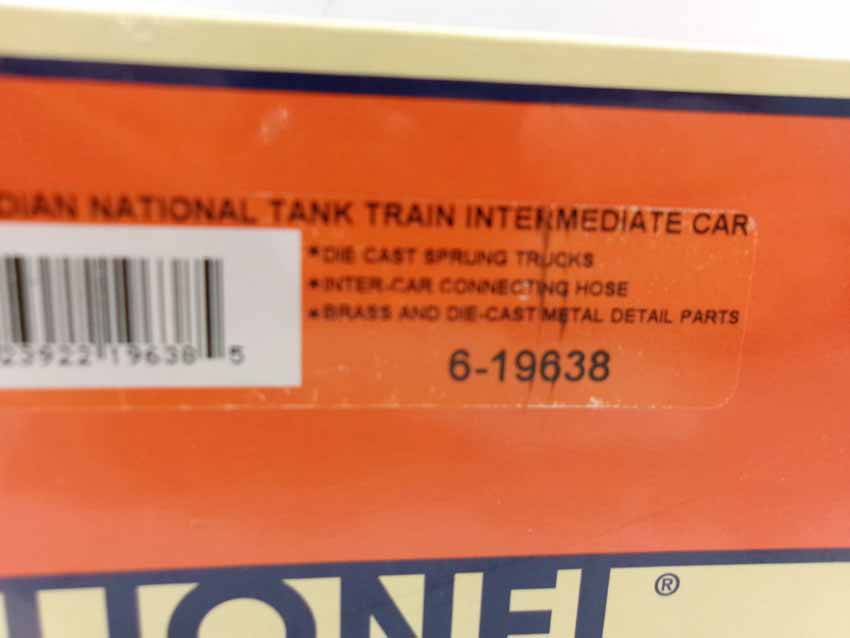 DIAN NATIONAL TANK TRAIN INTERMEDIATE CAR
*DIE CAST SPRUNG TRUCKS
*INTER-CAR CONNECTING HOSE
*BRASS AND DIE-CAST METAL DETAIL PARTS
23922 19638 5
6-19638
IONE ®